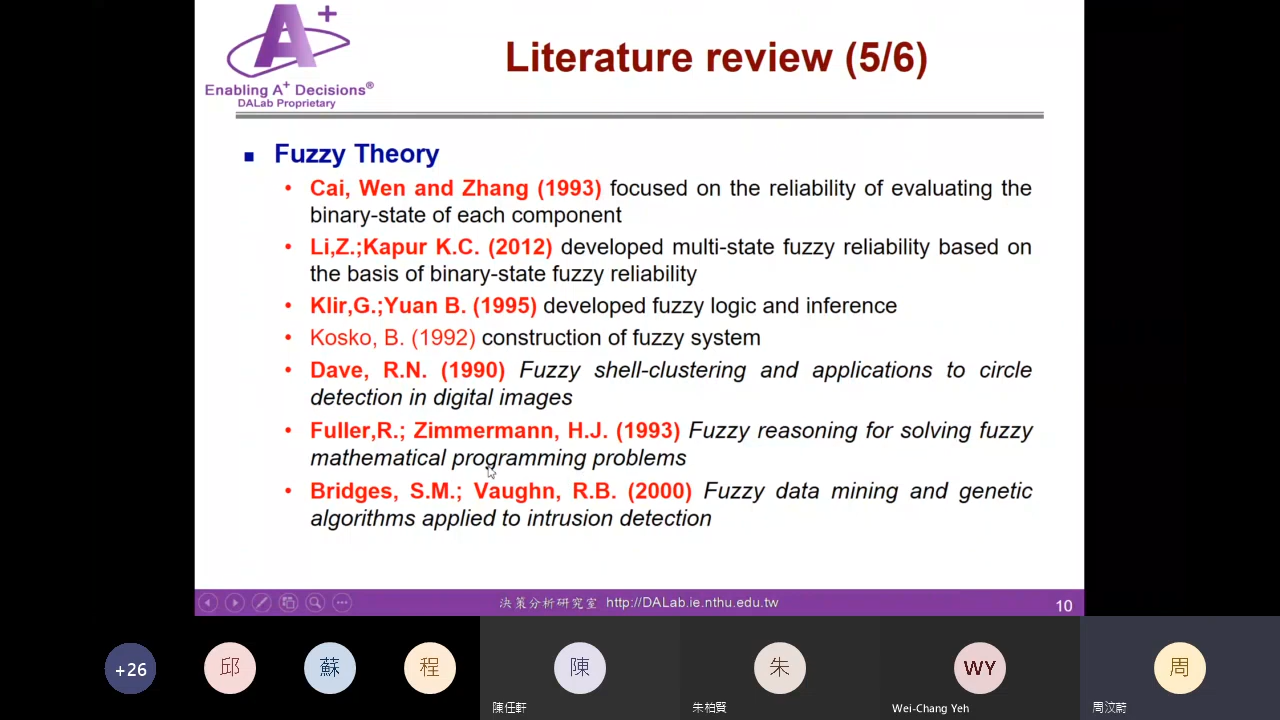 A+
Enabling A+ Decisions®
DALab Proprietary
Literature review (5/6)
Fuzzy Theory
Cai, Wen and Zhang (1993) focused on the reliability of evaluating the
binary-state of each component
Li,Z.;Kapur K.C. (2012) developed multi-state fuzzy reliability based on
the basis of binary-state fuzzy reliability
Klir,G.;Yuan B. (1995) developed fuzzy logic and inference
Kosko, B. (1992) construction of fuzzy system
Dave, R.N. (1990) Fuzzy shell-clustering and applications to circle
detection in digital images
Fuller,R.; Zimmermann, H.J. (1993) Fuzzy reasoning for solving fuzzy
mathematical programming problems
Bridges, S.M.; Vaughn, R.B. (2000) Fuzzy data mining and genetic
algorithms applied to intrusion detection
決策分析研究室 http://DALab.ie.nthu.edu.tw
10
+26
邱
蘇
程
陳
朱
WY
周
陳任軒
朱柏賢
Wei-Chang Yeh
周汶蔚